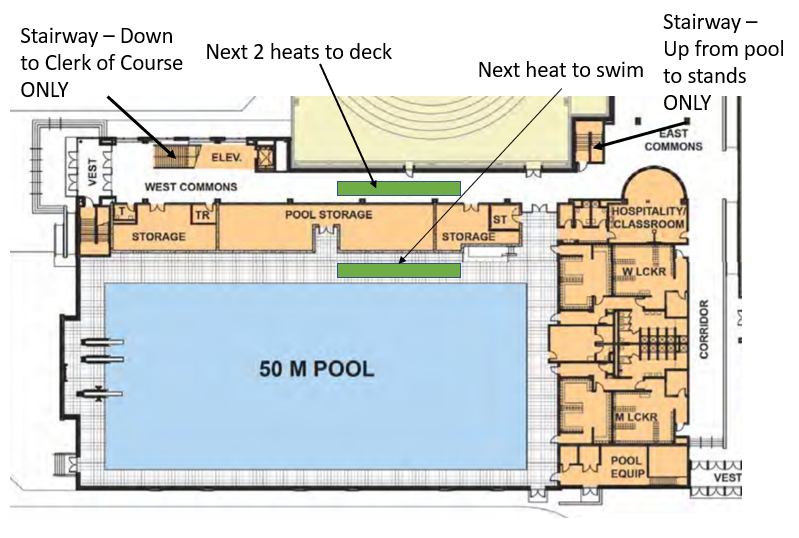 Stairway – Down
to Clerk of Course
ONLY
Next 2 heats to deck
Next heat to swim
Stairway –
Up from pool
to stands
ONLY
EAST
COMMONS
VEST
ELEV.
WEST COMMONS
T
TR
POOL STORAGE
ST
STORAGE
STORAGE
HOSPITALITY/
CLASSROOM
W LCKR
CORRIDOR
50 M POOL
M LCKR
POOL
EQUIP
VEST